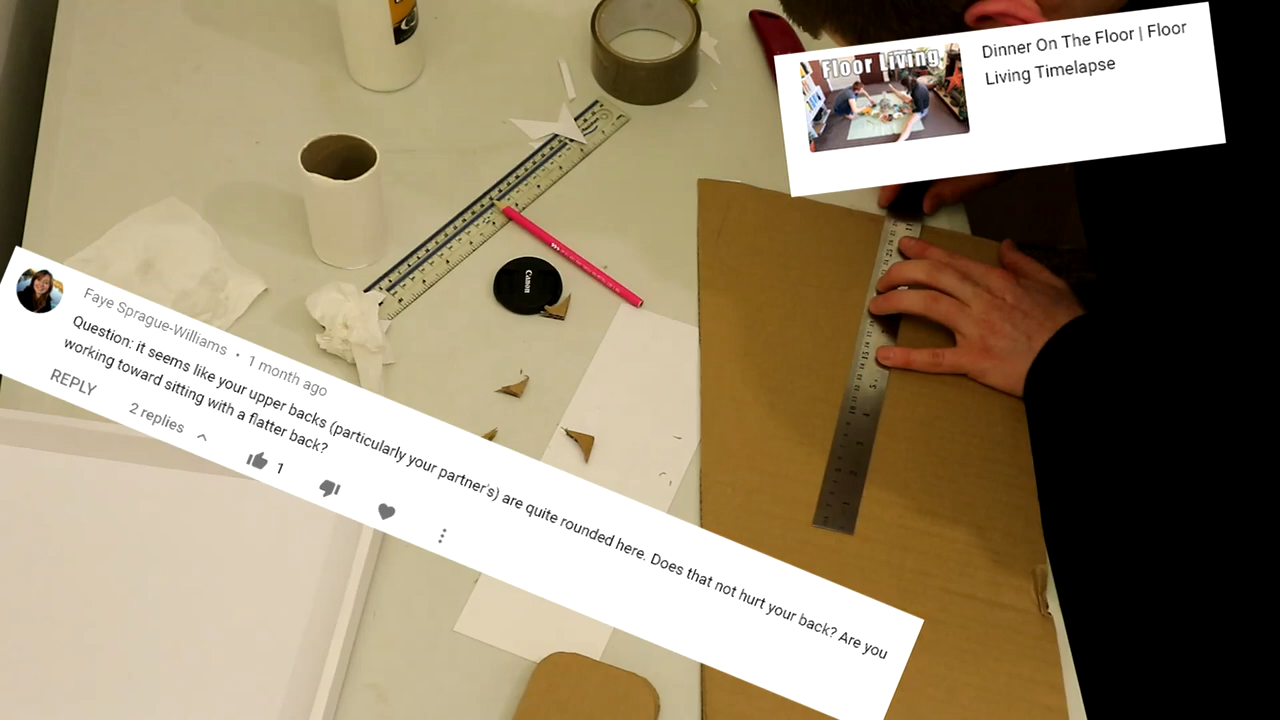 Floor Living
Dinner On The Floor | Floor
Living Timelapse
Canon
Faye Sprague-Williams • 1 month ago
Question: it seems like your upper backs (particularly your partner's) are quite rounded here. Does that not hurt your back? Are you
working toward sitting with a flatter back?
REPLY
2 replies
1